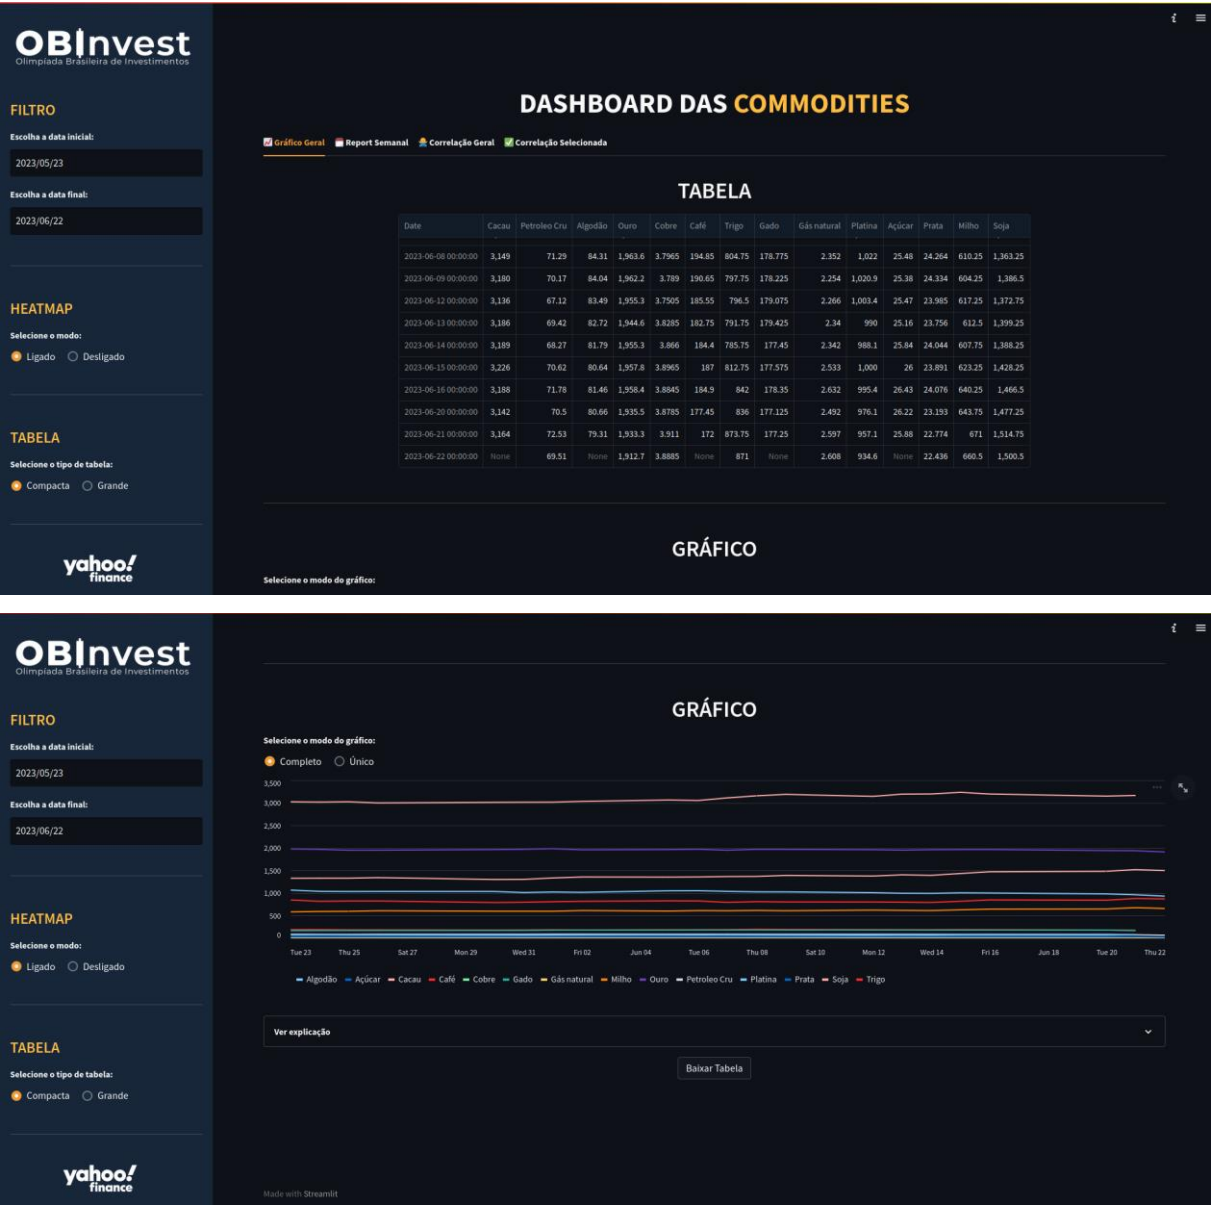 OBInvest
Olimpíada Brasileira de Investimentos
FILTRO
Escolha a data inicial:
2023/05/23
Escolha a data final:
2023/06/22
HEATMAP
Selecione o modo:
Ligado Desligado
TABELA
Selecione o tipo de tabela:
Compacta Grande
yahoo!
finance
DASHBOARD DAS COMMODITIES
Gráfico Geral Report Semanal Correlação Geral Correlação Selecionada
TABELA
Date Cacau Petroleo Cru Algodão Ouro Cobre Café Trigo Gado Gás natural Platina Açúcar Prata Milho Soja
2023-06-08 00:00:00 3,149 71.29 84.31 1,963.6 3.7965 194.85 804.75 178.775 2.352 1,022 25.48 24.264 610.25 1,363.25
2023-06-09 00:00:00 3,180 70.17 84.04 1,962.2 3.789 190.65 797.75 178.225 2.254 1,020.9 25.38 24.334 604.25 1,386.5
2023-06-12 00:00:00 3,136 67.12 83.49 1,955.3 3.7505 185.55 796.5 179.075 2.266 1,003.4 25.47 23.985 617.25 1,372.75
2023-06-13 00:00:00 3,186 69.42 82.72 1,944.6 3.8285 182.75 791.75 179.425 2.34 990 25.16 23.756 612.5 1,399.25
2023-06-14 00:00:00 3,189 68.27 81.79 1,955.3 3.866 184.4 785.75 177.45 2.342 988.1 25.84 24.044 607.75 1,388.25
2023-06-15 00:00:00 3,226 70.62 80.64 1,957.8 3.8965 187 812.75 177.575 2.533 1,000 26 23.891 623.25 1,428.25
2023-06-16 00:00:00 3,188 71.78 81.46 1,958.4 3.8845 184.9 842 178.35 2.632 995.4 26.43 24.076 640.25 1,466.5
2023-06-20 00:00:00 3,142 70.5 80.66 1,935.5 3.8785 177.45 836 177.125 2.492 976.1 26.22 23.193 643.75 1,477.25
2023-06-21 00:00:00 3,164 72.53 79.31 1,933.3 3.911 172 873.75 177.25 2.597 957.1 25.88 22.774 671 1,514.75
2023-06-22 00:00:00 None 69.51 None 1,912.7 3.8885 None 871 None 2.608 934.6 None 22.436 660.5 1,500.5
GRÁFICO
Selecione o modo do gráfico:
OBInvest
Olimpíada Brasileira de Investimentos
FILTRO
Escolha a data inicial:
2023/05/23
Escolha a data final:
2023/06/22
HEATMAP
Selecione o modo:
Ligado Desligado
TABELA
Selecione o tipo de tabela:
Compacta Grande
yahoo!
finance
GRÁFICO
Selecione o modo do gráfico:
Completo Único
3,500
3,000
2,500
2,000
1,500
1,000
500
0
Tue 23 Thu 25 Sat 27 Mon 29 Wed 31 Fri 02 Jun 04 Tue 06 Thu 08 Sat 10 Mon 12 Wed 14 Fri 16 Jun 18 Tue 20 Thu 22
Algodão Açúcar Cacau Café Cobre Gado Gás natural Milho Ouro Petroleo Cru Platina Prata Soja Trigo
Ver explicação
Baixar Tabela
Made with Streamlit